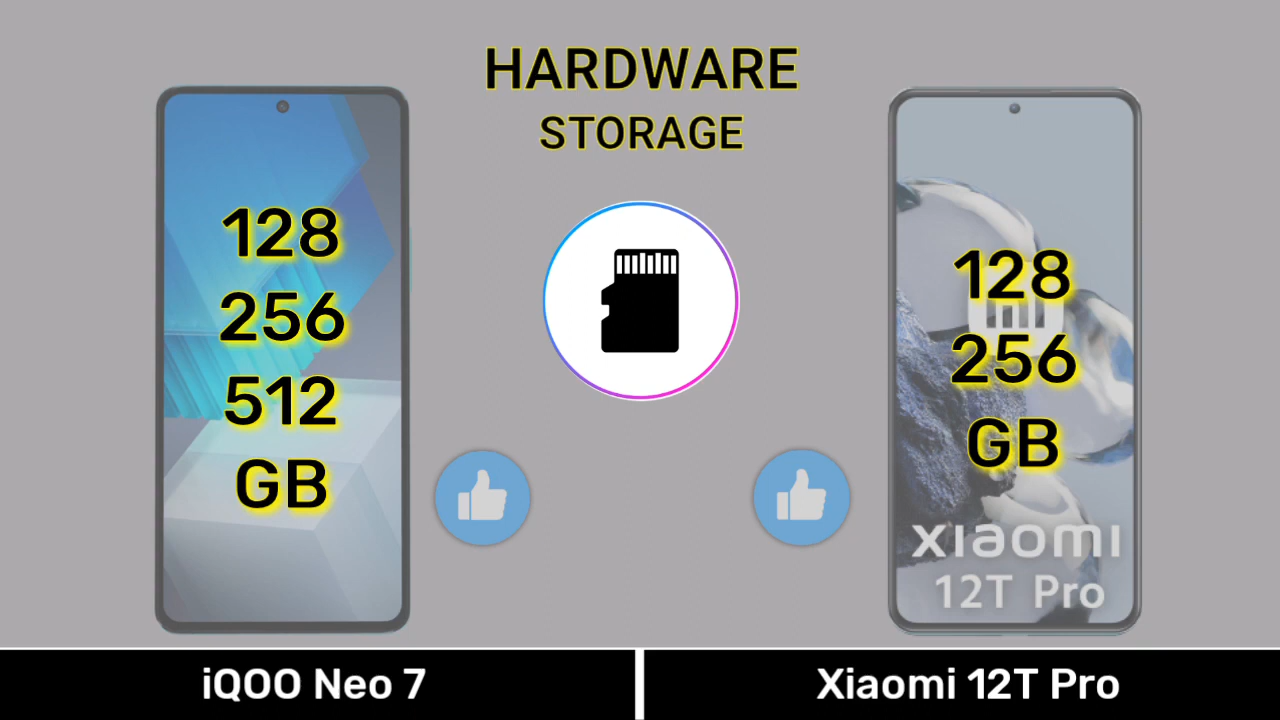 HARDWARE
STORAGE
128
256
512
GB
128
256
GB
xiaomi
12T Pro
iQOO Neo 7
Xiaomi 12T Pro